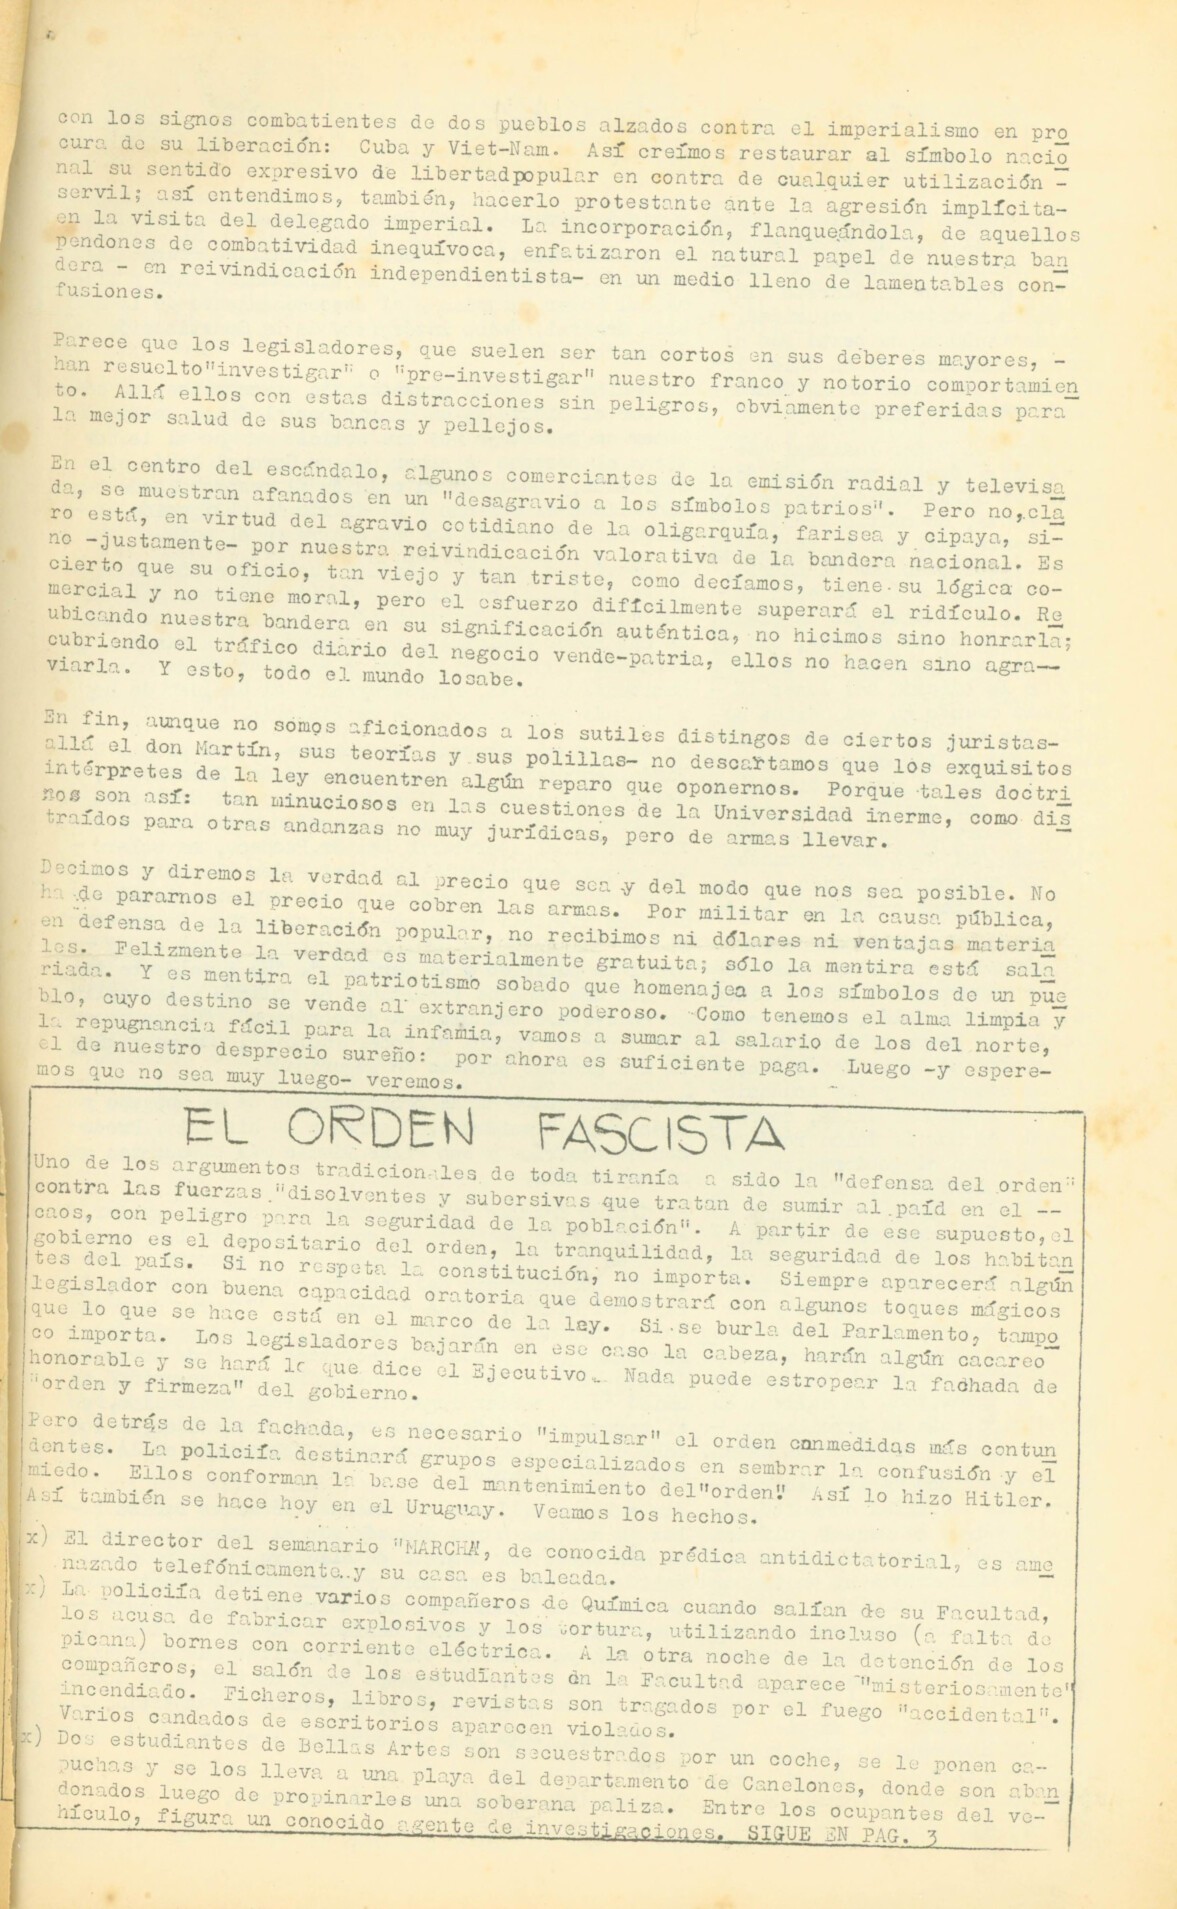 con los signos combatientes de dos pueblos alzados contra el imperialismo en pro
cura de su liberación:  Cuba y Viet-Nam.  Así creímos restaurar al símbolo nacio
nal su sentido expresivo de libertadpopular en contra de cualquier utilización -
servil; así entendimos, también, hacerlo protestante ante la agresión implícita-
en la visita del delegado imperial.  La incorporación, flanqueándola, de aquellos
pendones de combatividad inequívoca, enfatizaron el natural papel de nuestra ban
dera - en reivindicación independientista- en un medio lleno de lamentables con-
fusiones.
Parece que los legisladores, que suelen ser tan cortos en sus deberes mayores, -
han resuelto"investigar" o "pre-investigar" nuestro franco y notorio comportamien
to.  Allá ellos con estas distracciones sin peligros, obviamente preferidas para
la mejor salud de sus bancas y pellejos.
En el centro del escándalo, algunos comerciantes de la emisión radial y televisa
da, se muestran afanados en un "desagravio a los símbolos patrios".  Pero no, cla
ro está, en virtud del agravio cotidiano de la oligarquía, farisea y cipaya, si-
no -justamente- por nuestra reivindicación valorativa de la bandera nacional. Es
cierto que su oficio, tan viejo y tan triste, como decíamos, tiene su lógica co-
mercial y no tiene moral, pero el esfuerzo difícilmente superará el ridículo. Re
ubicando nuestra bandera en su significación auténtica, no hicimos sino honrarla;
cubriendo el tráfico diario del negocio vende-patria, ellos no hacen sino agra--
viarla.  Y esto, todo el mundo losabe.
En fin, aunque no somos aficionados a los sutiles distingos de ciertos juristas-
allá el don Martín, sus teorías y sus polillas- no descartamos que los exquisitos
intérpretes de la ley encuentren algún reparo que oponernos.  Porque tales doctri
nos son así:  tan minuciosos en las cuestiones de la Universidad inerme, como dis
traídos para otras andanzas no muy jurídicas, pero de armas llevar.
Decimos y diremos la verdad al precio que sea y del modo que nos sea posible. No
ha de pararnos el precio que cobren las armas.  Por militar en la causa pública,
en defensa de la liberación popular, no recibimos ni dólares ni ventajas materia
les.  Felizmente la verdad es materialmente gratuita; sólo la mentira está  sala
riada.  Y es mentira el patriotismo sobado que homenajea a los símbolos de un pue
blo, cuyo destino se vende al extranjero poderoso.  Como tenemos el alma limpia y
la repugnancia fácil para la infamia, vamos a sumar al salario de los del norte,
el de nuestro desprecio sureño:  por ahora es suficiente paga.  Luego -y espere-
mos que no sea muy luego- veremos.
EL ORDEN FASCISTA
Uno de los argumentos tradicionales de toda tiranía  a sido la "defensa del orden"
contra las fuerzas "disolventes y subersivas que tratan de sumir al paíd en el --
caos, con peligro para la seguridad de la población".  A partir de ese supuesto,el
gobierno es el depositario del orden, la tranquilidad, la seguridad de los habitan
tes del país.  Si no respeta la constitución, no importa.  Siempre aparecerá algún
legislador con buena capacidad oratoria que demostrará con algunos toques mágicos
que lo que se hace está en el marco de la ley.  Si se burla del Parlamento, tampo
co importa.  Los legisladores bajarán en ese caso la cabeza, harán algún cacareo
honorable y se hará lo que dice el Ejecutivo.  Nada puede estropear la fachada de
"orden y firmeza" del gobierno.
Pero detrás de la fachada, es necesario "impulsar" el orden conmedidas más contun
dentes.  La policiía destinará grupos especializados en sembrar la confusión y el
miedo.  Ellos conforman la base del mantenimiento del"orden".  Así lo hizo Hitler.
Así también se hace hoy en el Uruguay.  Veamos los hechos.
x) El director del semanario "MARCHA", de conocida prédica antidictatorial, es ame
nazado telefónicamente..y su casa es baleada.
x) La policiía detiene varios compañeros de Química cuando salían de su Facultad,
los acusa de fabricar explosivos y los tortura, utilizando incluso (a falta de
picana) bornes con corriente eléctrica.  A la otra noche de la detención de los
compañeros, el salón de los estudiantes en la Facultad aparece "misteriosamente"
incendiado.  Ficheros, libros, revistas son tragados por el fuego "accidental".
Varios candados de escritorios aparecen violados.
x) Dos estudiantes de Bellas Artes son secuestrados por un coche, se le ponen ca-
puchas y se los lleva a una playa del departamento de Canelones, donde son aban
donados luego de propinarles una soberana paliza.  Entre los ocupantes del ve-
hículo, figura un conocido agente de investigaciones.  SIGUE EN PAG. 3